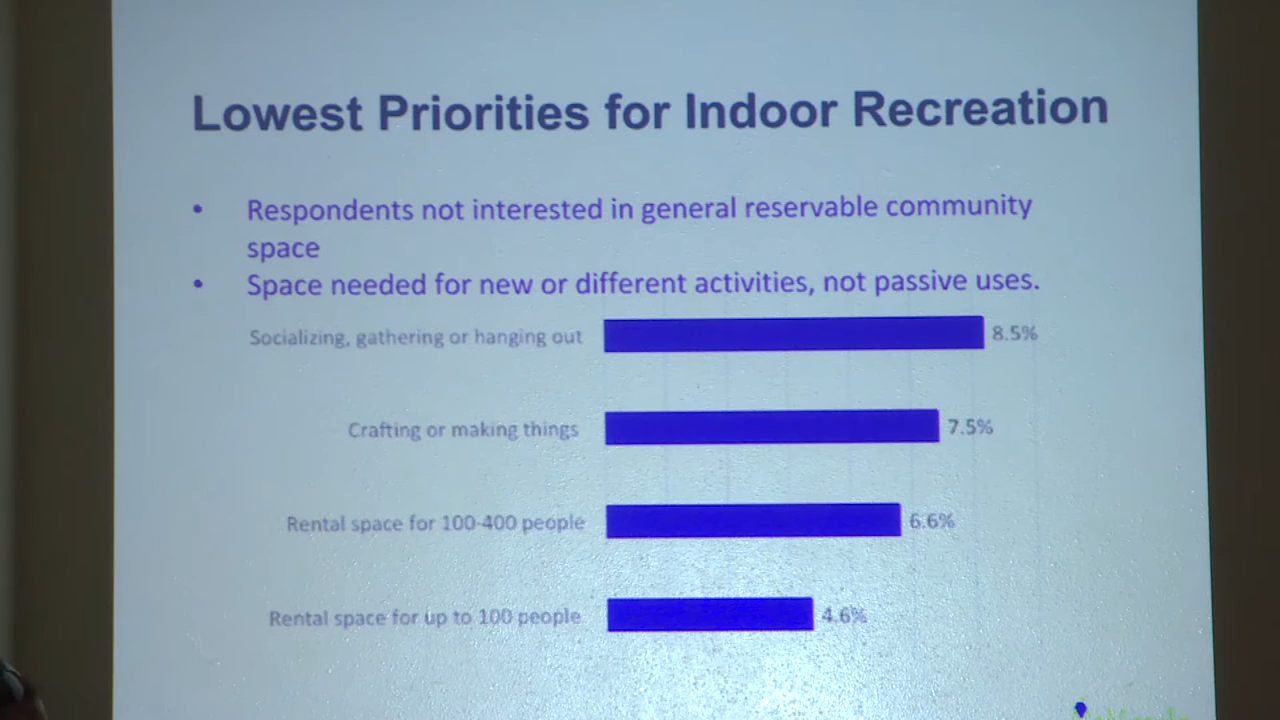 Lowest Priorities for Indoor Recreation
• Respondents not interested in general reservable community
space
• Space needed for new or different activities, not passive uses.
Socializing, gathering or hanging out 8.5%
Crafting or making things 7.5%
Rental space for 100-400 people 6.6%
Rental space for up to 100 people 4.6%